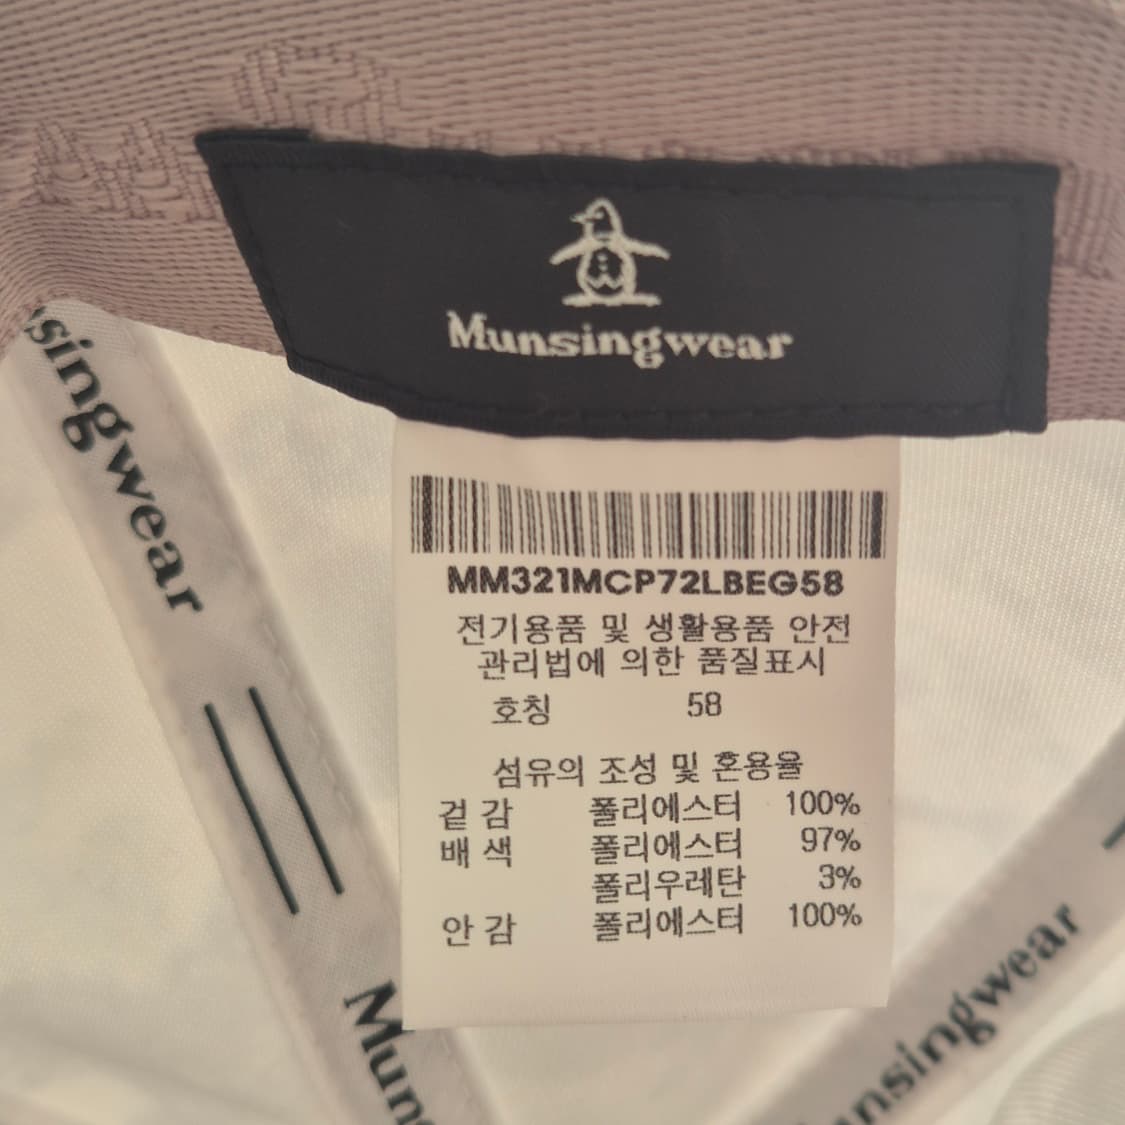 Munsingwear
singwear
MM321MCP72LBEG58
전기용품 및 생활용품 안전
관리법에 의한 품질표시
호칭 58
섬유의 조성 및 혼용율
겉감 폴리에스터 100%
배색 폴리에스터 97%
폴리우레탄 3%
안감 폴리에스터 100%
Mun
unsingwear